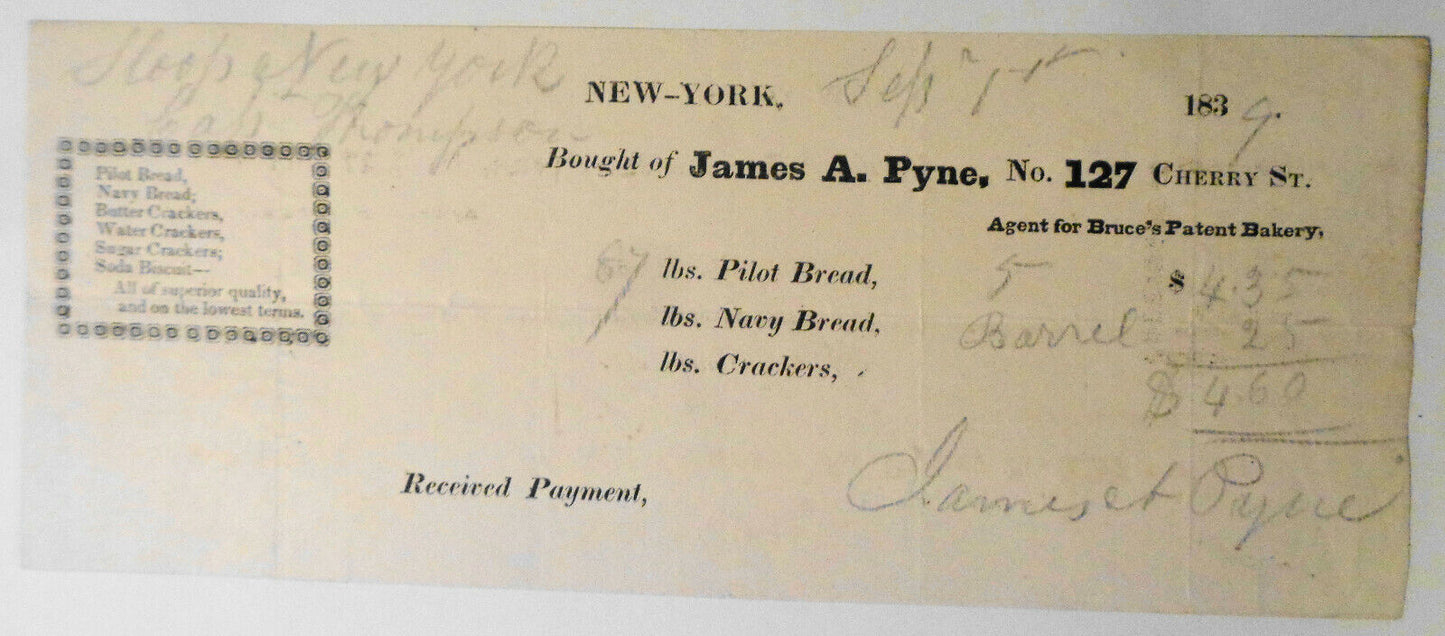 Sloop New York
Capt Thompson
NEW-YORK, Sepr 1st 1839.
Bought of James A. Pyne, No. 127 CHERRY ST.
Agent for Bruce's Patent Bakery,
Pilot Bread,
Navy Bread;
Butter Crackers,
Water Crackers,
Sugar Crackers;
Soda Biscuit—
All of superior quality,
and on the lowest terms.
87 lbs. Pilot Bread, 5 $ 4.35
lbs. Navy Bread, Barrel 25
lbs. Crackers,
$ 4.60
Received Payment, James A Pyne